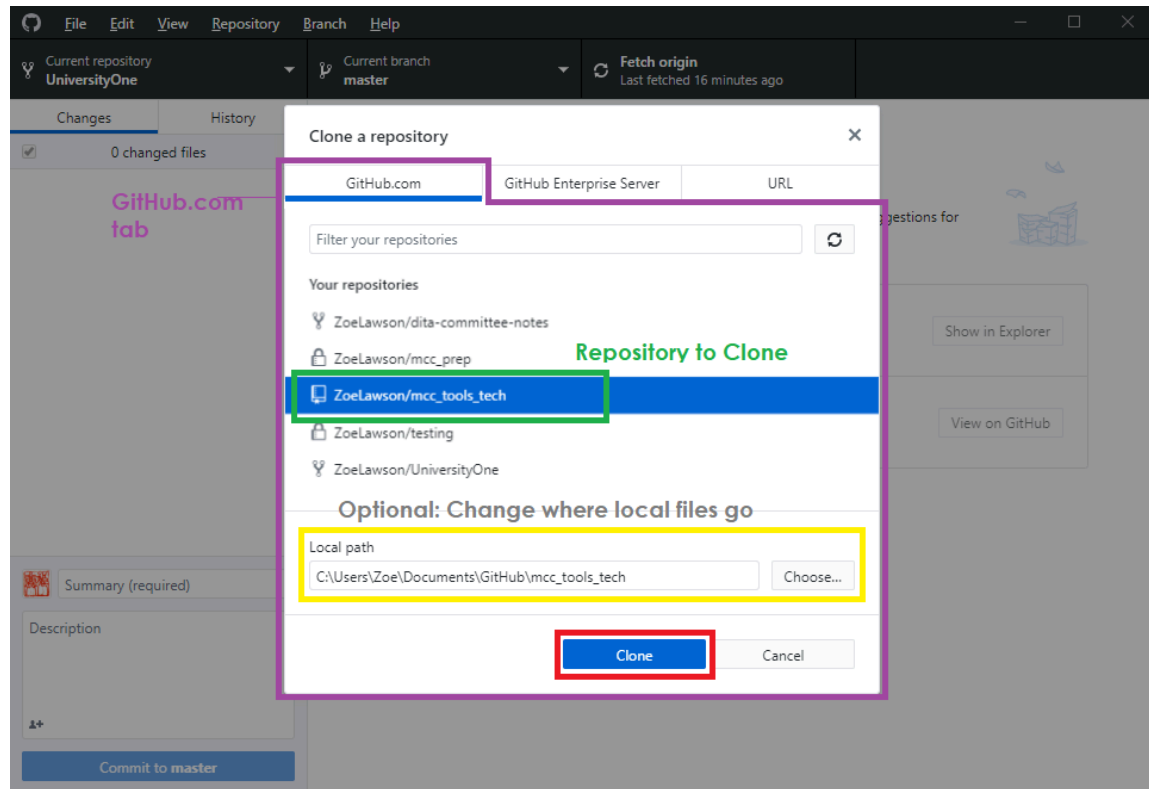 File Edit View Repository Branch Help
Current repository
UniversityOne
Current branch
master
Fetch origin
Last fetched 16 minutes ago
Changes History
0 changed files
GitHub.com
tab
Clone a repository
GitHub.com GitHub Enterprise Server URL
Filter your repositories
Your repositories
ZoeLawson/dita-committee-notes
ZoeLawson/mcc_prep
Repository to Clone
ZoeLawson/mcc_tools_tech
ZoeLawson/testing
ZoeLawson/UniversityOne
Optional: Change where local files go
Local path
C:\Users\Zoe\Documents\GitHub\mcc_tools_tech
Choose...
Clone Cancel
for
Show in Explorer
View on GitHub
Summary (required)
Description
Commit to master